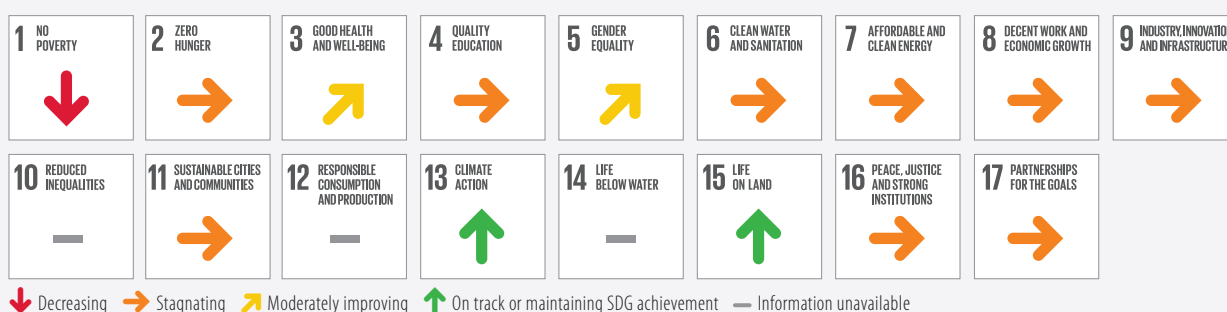 1 NO POVERTY
2 ZERO HUNGER
3 GOOD HEALTH AND WELL-BEING
4 QUALITY EDUCATION
5 GENDER EQUALITY
6 CLEAN WATER AND SANITATION
7 AFFORDABLE AND CLEAN ENERGY
8 DECENT WORK AND ECONOMIC GROWTH
9 INDUSTRY, INNOVATIO AND INFRASTRUCTUR
10 REDUCED INEQUALITIES
11 SUSTAINABLE CITIES AND COMMUNITIES
12 RESPONSIBLE CONSUMPTION AND PRODUCTION
13 CLIMATE ACTION
14 LIFE BELOW WATER
15 LIFE ON LAND
16 PEACE, JUSTICE AND STRONG INSTITUTIONS
17 PARTNERSHIPS FOR THE GOALS
Decreasing Stagnating Moderately improving On track or maintaining SDG achievement Information unavailable